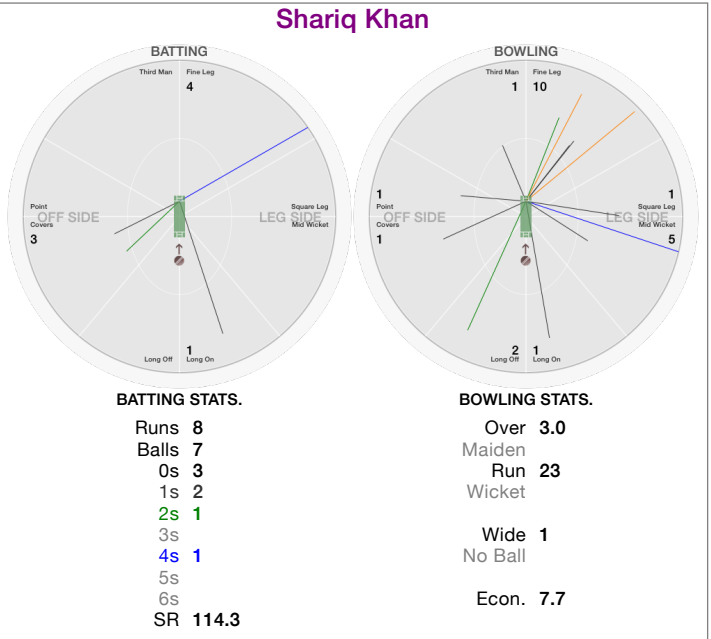 Shariq Khan
BATTING
Third Man Fine Leg
4
Point
OFF SIDE
Covers
3
Square Leg
LEG SIDE
Mid Wicket
1
Long Off Long On
BATTING STATS.
Runs 8
Balls 7
0s 3
1s 2
2s 1
3s
4s 1
5s
6s
SR 114.3
BOWLING
Third Man Fine Leg
1 10
1
Point
OFF SIDE
Covers
1
1
Square Leg
LEG SIDE
Mid Wicket
5
2 1
Long Off Long On
BOWLING STATS.
Over 3.0
Maiden
Run 23
Wicket
Wide 1
No Ball
Econ. 7.7